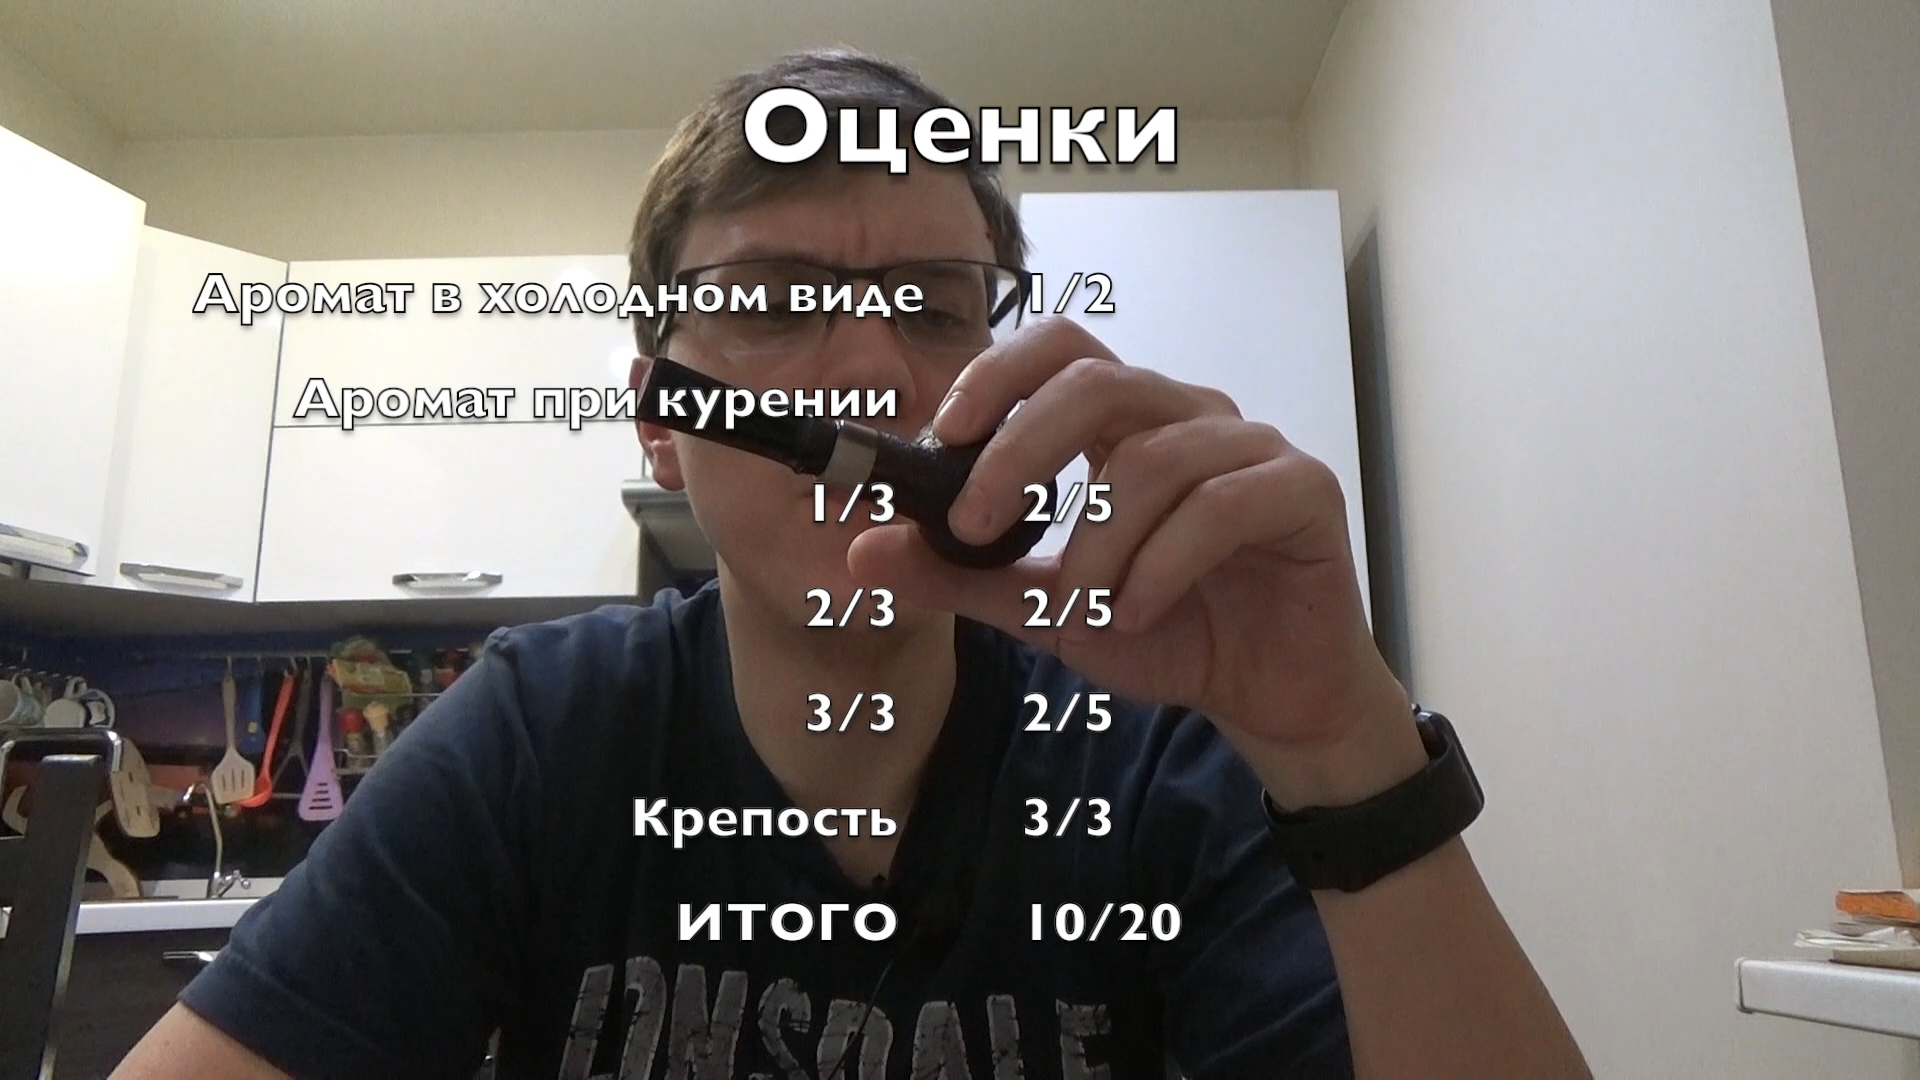 Оценки
Аромат в холодном виде 1/2
Аромат при курении
1/3 2/5
2/3 2/5
3/3 2/5
Крепость 3/3
ИТОГО 10/20
LONSDALE